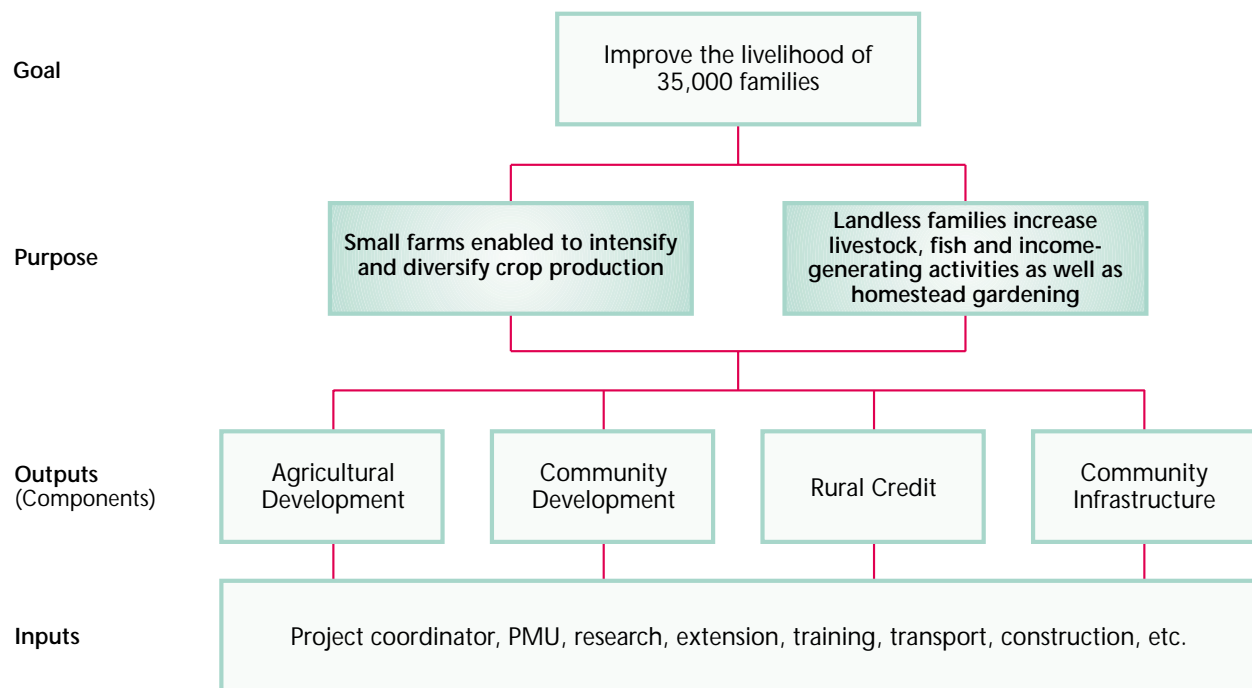 Goal
Improve the livelihood of
35,000 families
Purpose
Small farms enabled to intensify
and diversify crop production
Landless families increase
livestock, fish and income-
generating activities as well as
homestead gardening
Outputs
(Components)
Agricultural
Development
Community
Development
Rural Credit
Community
Infrastructure
Inputs
Project coordinator, PMU, research, extension, training, transport, construction, etc.